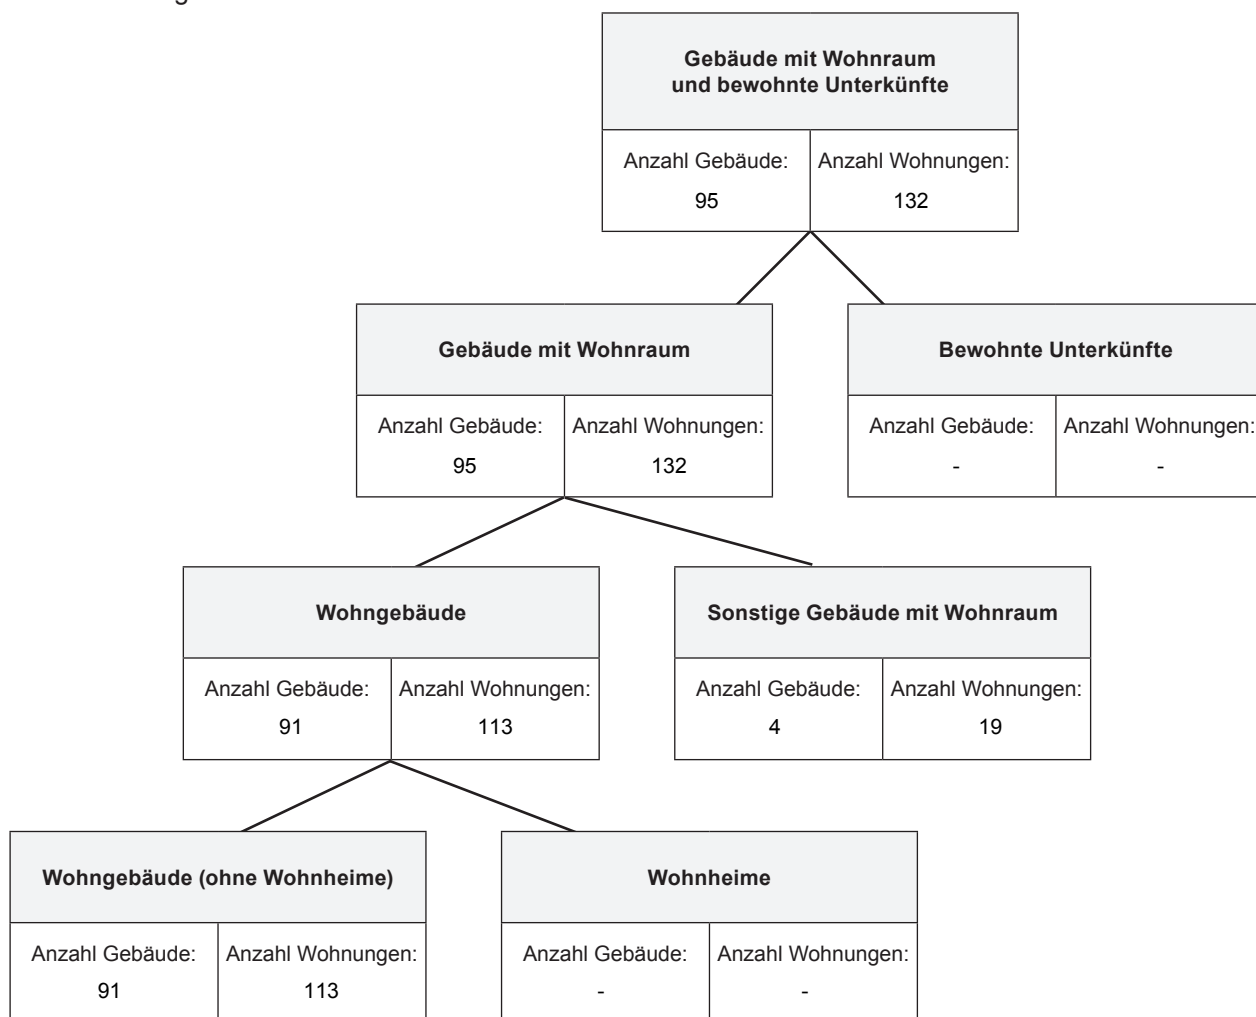 Gebäude mit Wohnraum
und bewohnte Unterkünfte
Anzahl Gebäude: Anzahl Wohnungen:
95 132
Gebäude mit Wohnraum
Anzahl Gebäude: Anzahl Wohnungen:
95 132
Bewohnte Unterkünfte
Anzahl Gebäude: Anzahl Wohnungen:
- -
Wohngebäude
Anzahl Gebäude: Anzahl Wohnungen:
91 113
Sonstige Gebäude mit Wohnraum
Anzahl Gebäude: Anzahl Wohnungen:
4 19
Wohngebäude (ohne Wohnheime)
Anzahl Gebäude: Anzahl Wohnungen:
91 113
Wohnheime
Anzahl Gebäude: Anzahl Wohnungen:
- -